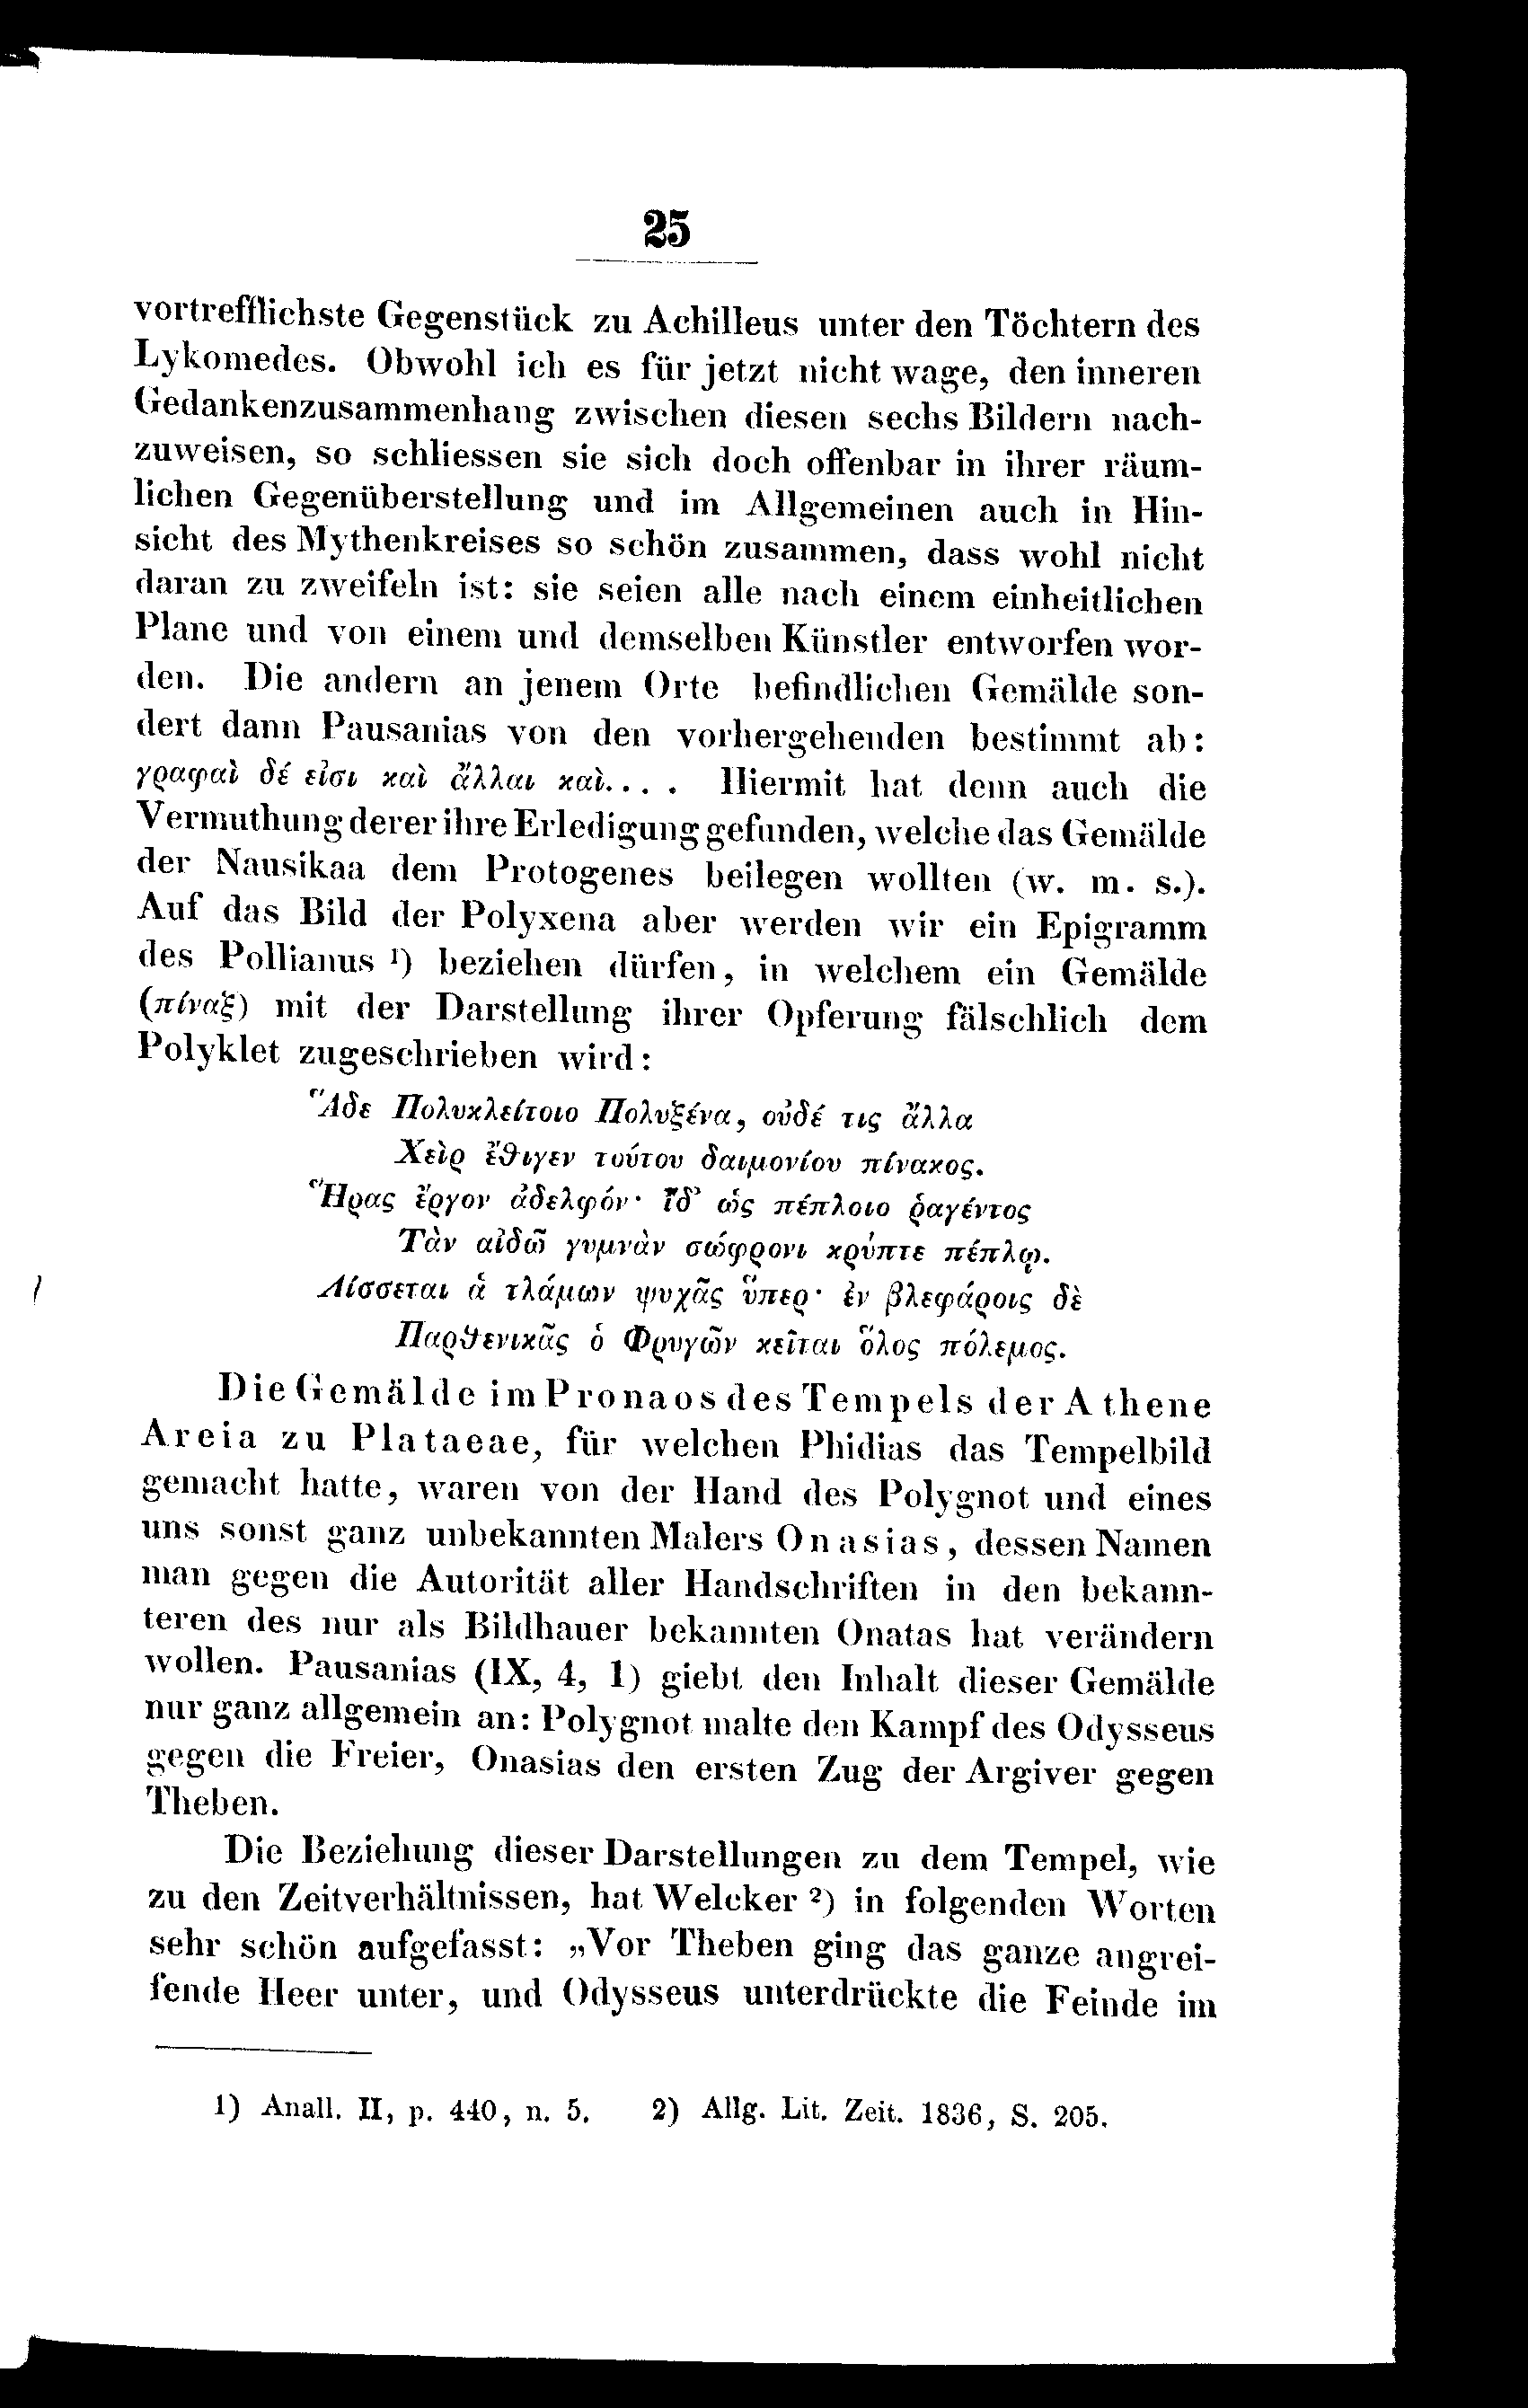 25
vortrefflichste Gegenstück zu Achilleus unter den Töchtern des
Lykomedes. Obwohl ich es für jetzt nicht wage, den inneren
Gedankenzusammenhang zwischen diesen sechs Bildern nach-
zuweisen, so schliessen sie sich doch offenbar in ihrer räum-
lichen Gegenüberstellung und im Allgemeinen auch in Hin-
sicht des Mythenkreises so schön zusammen, dass wohl nicht
daran zu zweifeln ist: sie seien alle nach einem einheitlichen
Plane und von einem und demselben Künstler entworfen wor-
den. Die andern an jenem Orte befindlichen Gemälde son-
dert dann Pausanias von den vorhergehenden bestimmt ab:
γραφαὶ δέ εἰσι καὶ ἄλλαι καὶ.... Hiermit hat denn auch die
Vermuthung derer ihre Erledigung gefunden, welche das Gemälde
der Nausikaa dem Protogenes beilegen wollten (w. m. s.).
Auf das Bild der Polyxena aber werden wir ein Epigramm
des Pollianus ¹) beziehen dürfen, in welchem ein Gemälde
(πίναξ) mit der Darstellung ihrer Opferung fälschlich dem
Polyklet zugeschrieben wird:
Ἅδε Πολυκλείτοιο Πολυξένα, οὐδέ τις ἄλλα
Χεὶρ ἔθιγεν τούτου δαιμονίου πίνακος.
Ἥρας ἔργον ἀδελφόν· ἴδ᾽ ὡς πέπλοιο ῥαγέντος
Τὰν αἰδῶ γυμνὰν σώφρονι κρύπτε πέπλῳ.
Λίσσεται ἁ τλάμων ψυχᾶς ὕπερ· ἐν βλεφάροις δὲ
Παρθενικᾶς ὁ Φρυγῶν κεῖται ὅλος πόλεμος.
Die Gemälde im Pronaos des Tempels der Athene
Areia zu Plataeae, für welchen Phidias das Tempelbild
gemacht hatte, waren von der Hand des Polygnot und eines
uns sonst ganz unbekannten Malers Onasias, dessen Namen
man gegen die Autorität aller Handschriften in den bekann-
teren des nur als Bildhauer bekannten Onatas hat verändern
wollen. Pausanias (IX, 4, 1) giebt den Inhalt dieser Gemälde
nur ganz allgemein an: Polygnot malte den Kampf des Odysseus
gegen die Freier, Onasias den ersten Zug der Argiver gegen
Theben.
Die Beziehung dieser Darstellungen zu dem Tempel, wie
zu den Zeitverhältnissen, hat Welcker ²) in folgenden Worten
sehr schön aufgefasst: „Vor Theben ging das ganze angrei-
fende Heer unter, und Odysseus unterdrückte die Feinde im
1) Anall. II, p. 440, n. 5. 2) Allg. Lit. Zeit. 1836, S. 205.